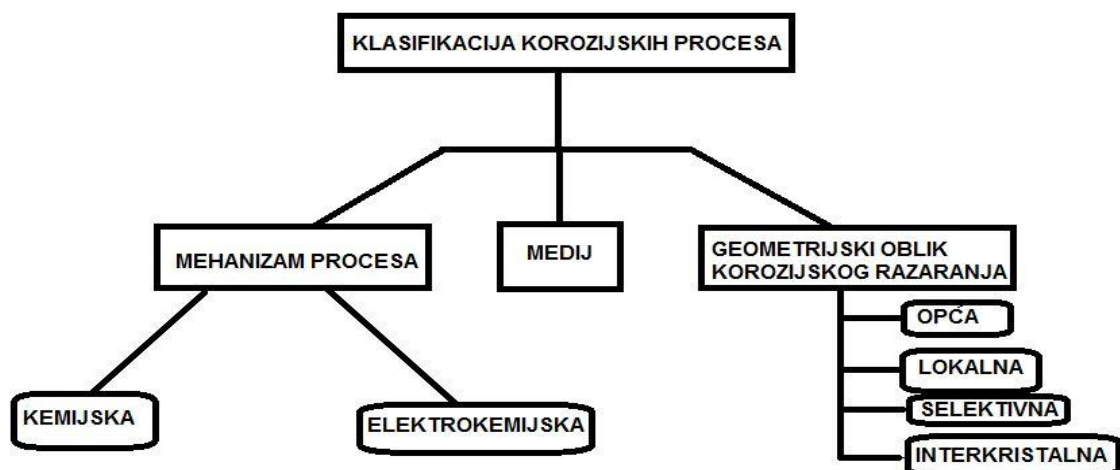 KLASIFIKACIJA KOROZIJSKIH PROCESA
MEHANIZAM PROCESA
MEDIJ
GEOMETRIJSKI OBLIK
KOROZIJSKOG RAZARANJA
KEMIJSKA
ELEKTROKEMIJSKA
OPĆA
LOKALNA
SELEKTIVNA
INTERKRISTALNA